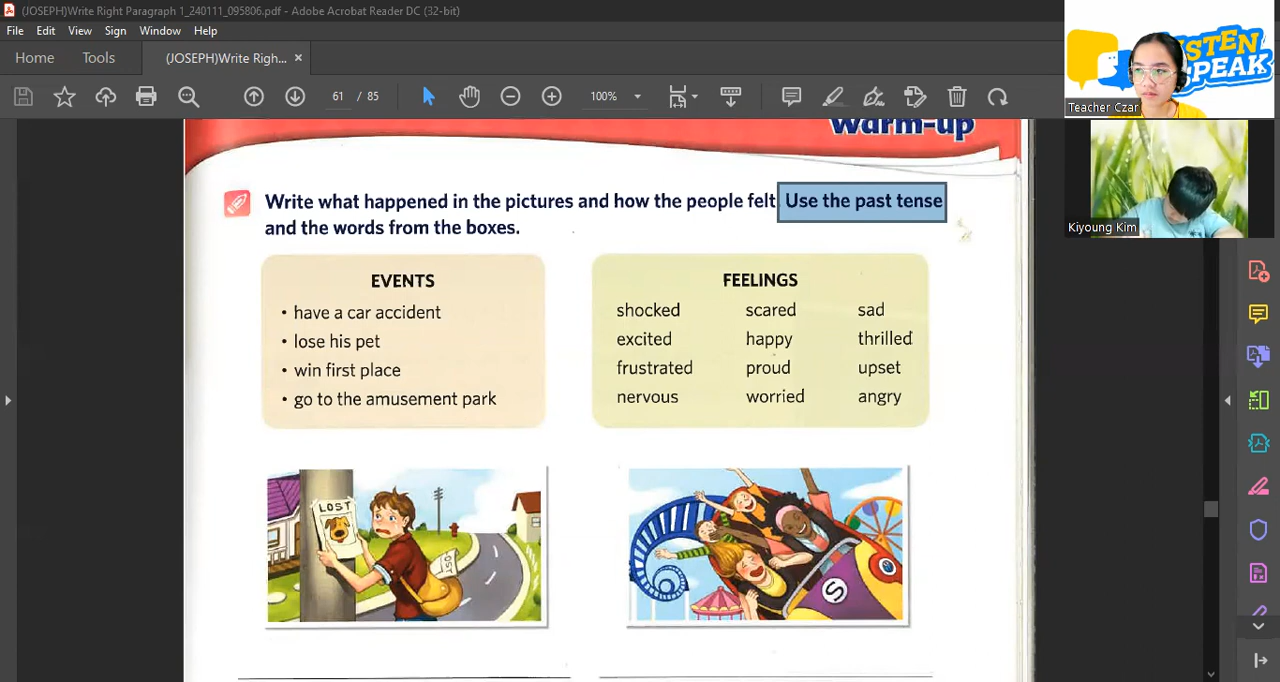 (JOSEPH)Write Right Paragraph 1_240111_095806.pdf - Adobe Acrobat Reader DC (32-bit)
File Edit View Sign Window Help
Home Tools (JOSEPH)Write Righ... ×
61 / 85 100%
Warm-up
Write what happened in the pictures and how the people felt. Use the past tense
and the words from the boxes.
EVENTS
• have a car accident
• lose his pet
• win first place
• go to the amusement park
FEELINGS
shocked scared sad
excited happy thrilled
frustrated proud upset
nervous worried angry
LOST
LOST
S
LISTEN
SPEAK
Teacher Czar
Kiyoung Kim